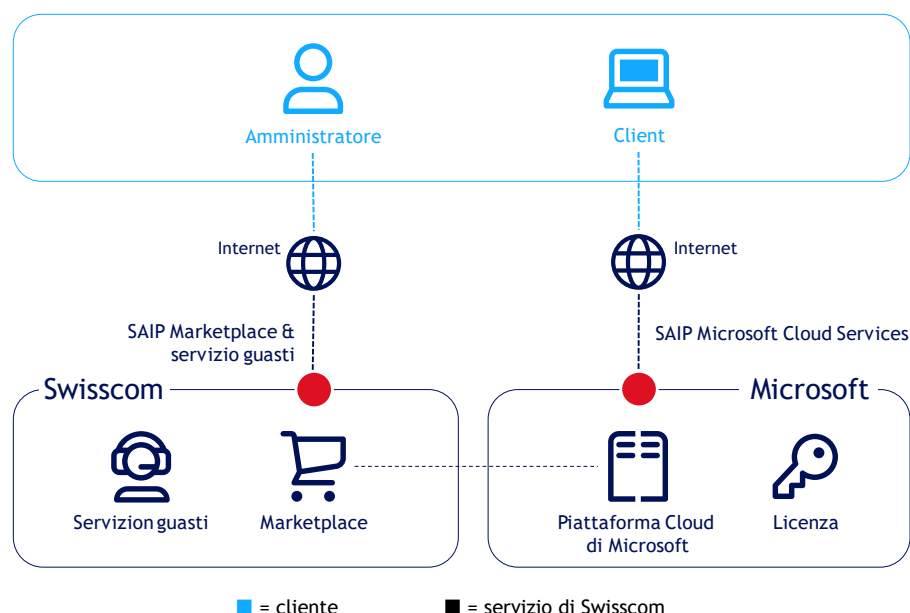 Amministratore
Client
Internet
Internet
SAIP Marketplace &
servizio guasti
SAIP Microsoft Cloud Services
Swisscom
Microsoft
Servizion guasti
Marketplace
Piattaforma Cloud
di Microsoft
Licenza
= cliente
= servizio di Swisscom